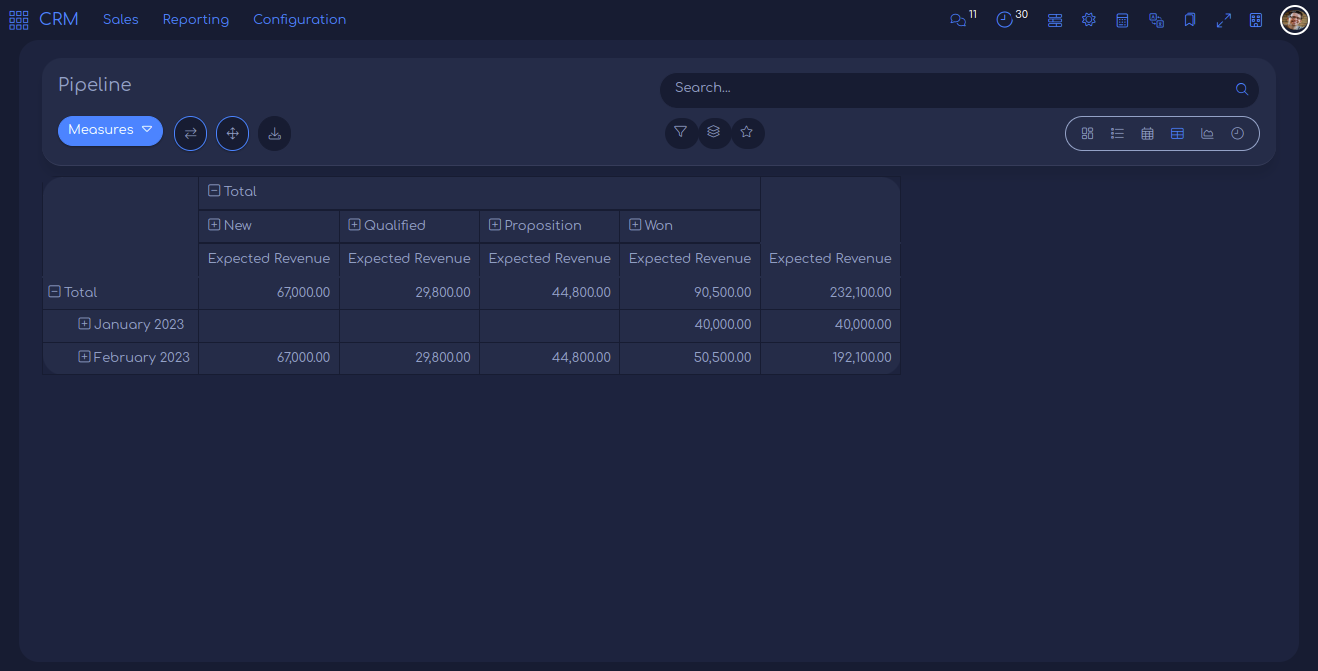 CRM Sales Reporting Configuration 11 30
Pipeline
Search...
Measures
Total
New Qualified Proposition Won
Expected Revenue Expected Revenue Expected Revenue Expected Revenue Expected Revenue
Total 67,000.00 29,800.00 44,800.00 90,500.00 232,100.00
January 2023 40,000.00 40,000.00
February 2023 67,000.00 29,800.00 44,800.00 50,500.00 192,100.00